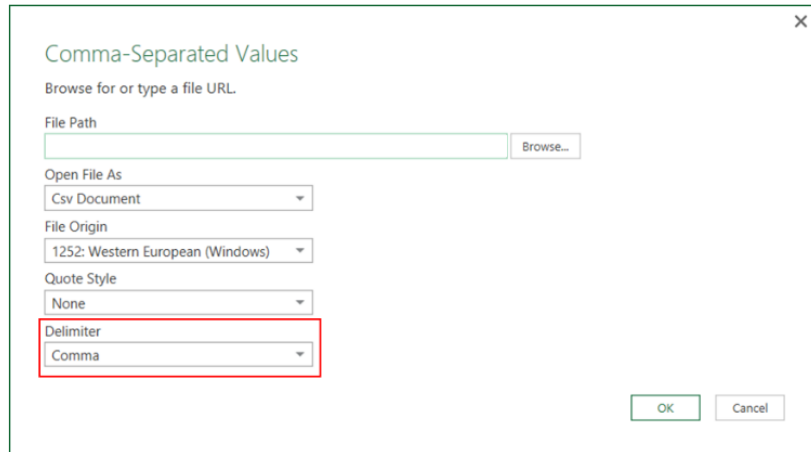 Comma-Separated Values
Browse for or type a file URL.
File Path
Browse...
Open File As
Csv Document
File Origin
1252: Western European (Windows)
Quote Style
None
Delimiter
Comma
OK Cancel